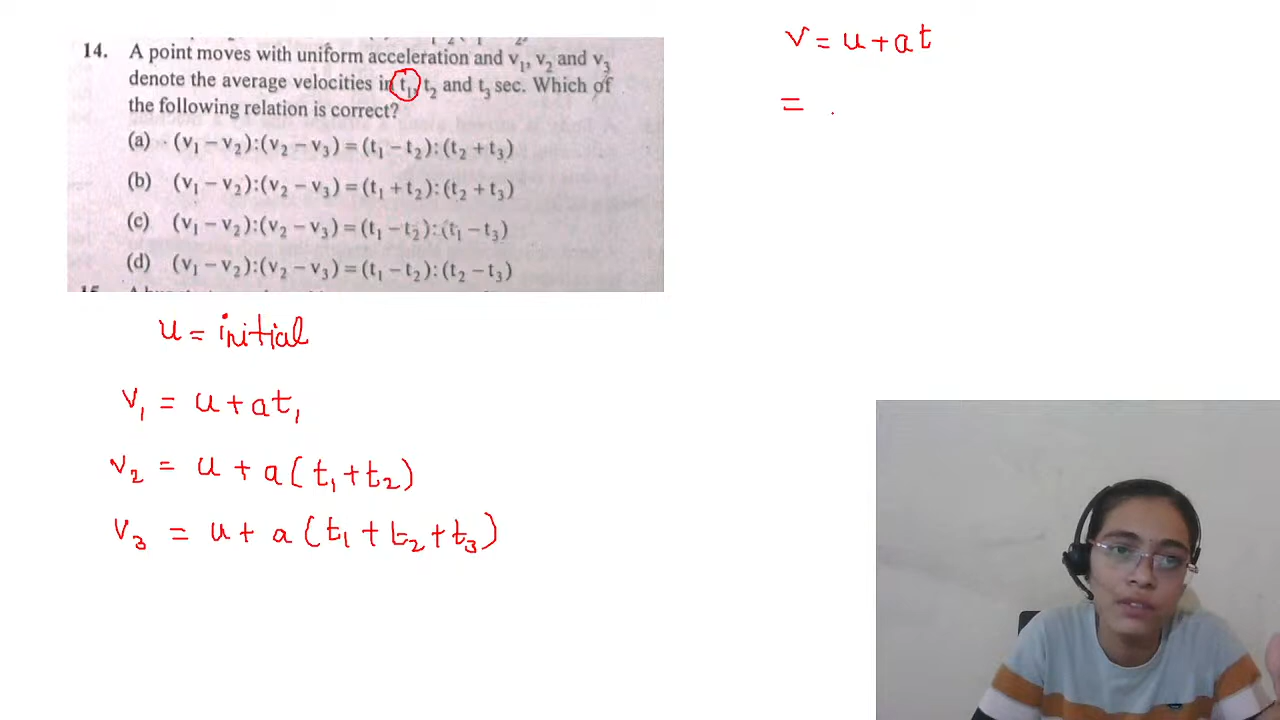 14. A point moves with uniform acceleration and v₁, v₂ and v₃
denote the average velocities in t₁, t₂ and t₃ sec. Which of
the following relation is correct?
(a) (v₁ − v₂):(v₂ − v₃) = (t₁ − t₂):(t₂ + t₃)
(b) (v₁ − v₂):(v₂ − v₃) = (t₁ + t₂):(t₂ + t₃)
(c) (v₁ − v₂):(v₂ − v₃) = (t₁ − t₂):(t₁ − t₃)
(d) (v₁ − v₂):(v₂ − v₃) = (t₁ − t₂):(t₂ − t₃)
u = initial
v₁ = u + at₁
v₂ = u + a(t₁+t₂)
v₃ = u + a(t₁ + t₂ + t₃)
v = u + at
=